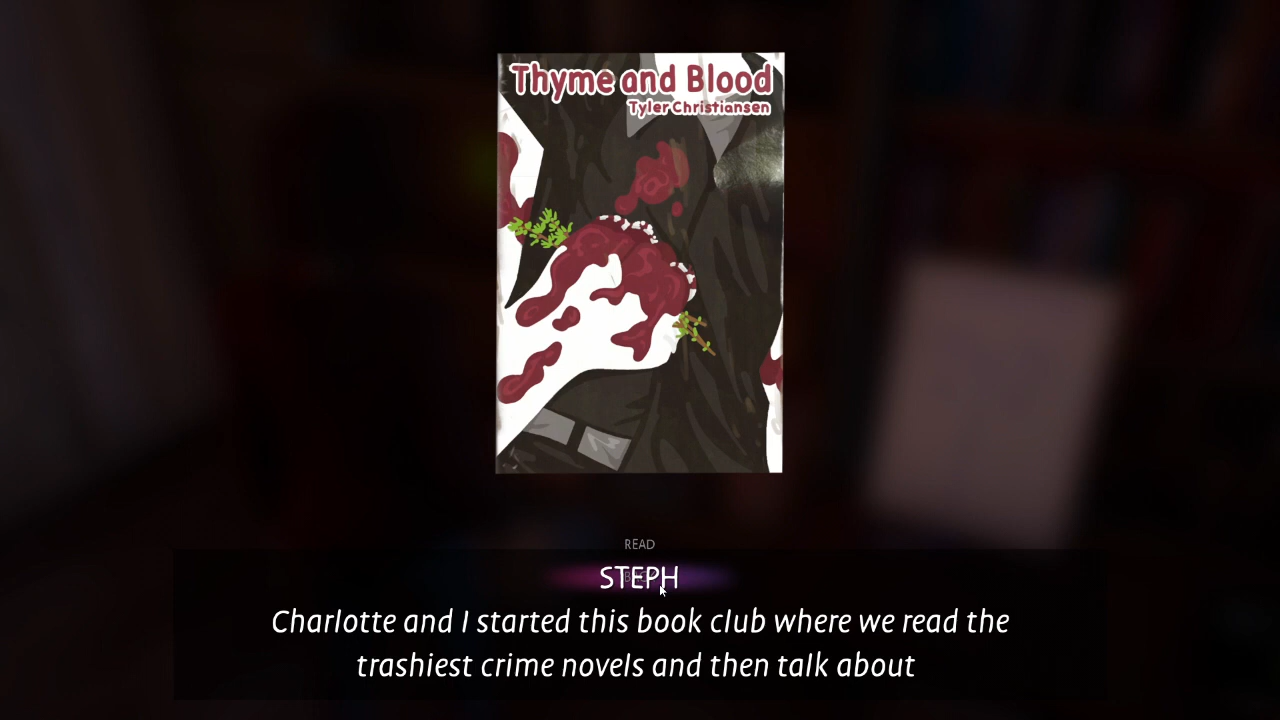 Thyme and Blood
Tyler Christiansen
READ
STEPH
Charlotte and I started this book club where we read the
trashiest crime novels and then talk about